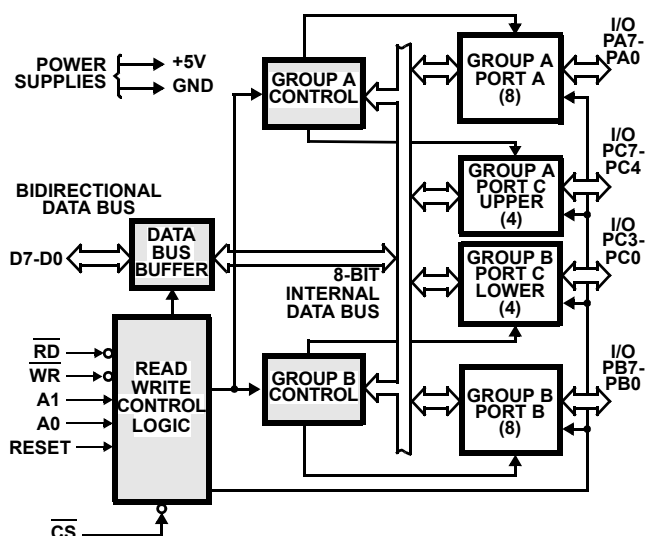 POWER
SUPPLIES
+5V
GND
GROUP A
CONTROL
GROUP A
PORT A
(8)
I/O
PA7-
PA0
GROUP A
PORT C
UPPER
(4)
I/O
PC7-
PC4
BIDIRECTIONAL
DATA BUS
D7-D0
DATA
BUS
BUFFER
8-BIT
INTERNAL
DATA BUS
GROUP B
PORT C
LOWER
(4)
I/O
PC3-
PC0
RD
WR
A1
A0
RESET
READ
WRITE
CONTROL
LOGIC
GROUP B
CONTROL
GROUP B
PORT B
(8)
I/O
PB7-
PB0
CS